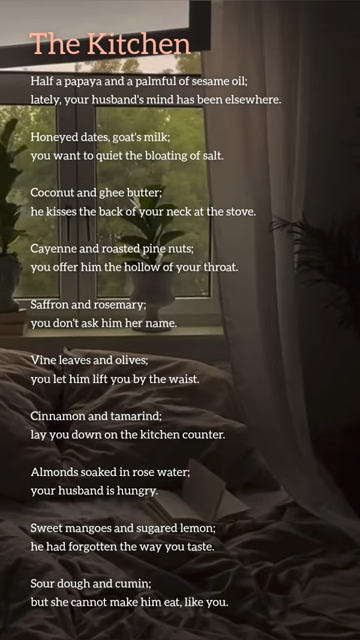 The Kitchen
Half a papaya and a palmful of sesame oil;
lately, your husband's mind has been elsewhere.
Honeyed dates, goat's milk;
you want to quiet the bloating of salt.
Coconut and ghee butter;
he kisses the back of your neck at the stove.
Cayenne and roasted pine nuts;
you offer him the hollow of your throat.
Saffron and rosemary;
you don't ask him her name.
Vine leaves and olives;
you let him lift you by the waist.
Cinnamon and tamarind;
lay you down on the kitchen counter.
Almonds soaked in rose water;
your husband is hungry.
Sweet mangoes and sugared lemon;
he had forgotten the way you taste.
Sour dough and cumin;
but she cannot make him eat, like you.